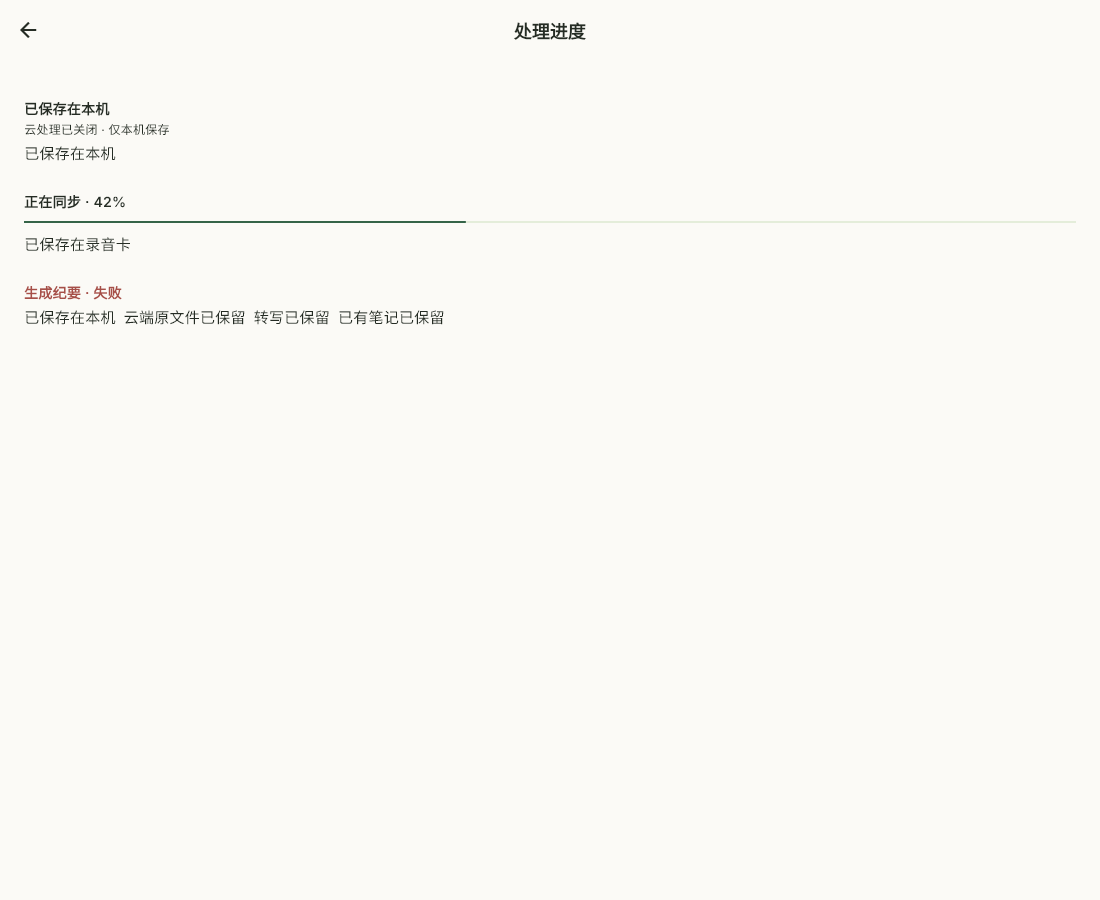 处理进度
已保存在本机
云处理已关闭 · 仅本机保存
已保存在本机
正在同步 · 42%
已保存在录音卡
生成纪要 · 失败
已保存在本机 云端原文件已保留 转写已保留 已有笔记已保留